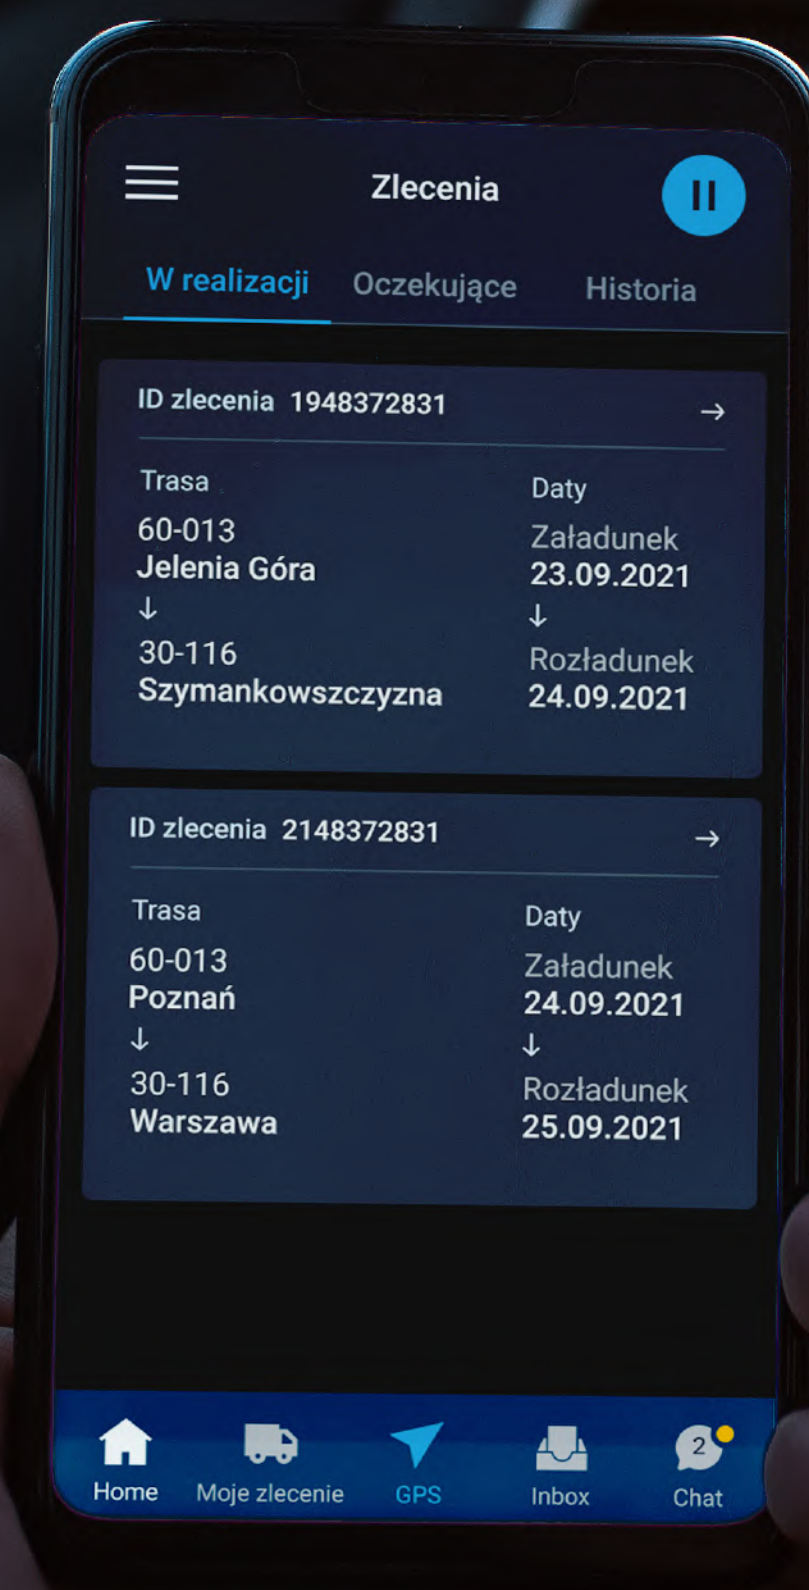 Zlecenia
W realizacji Oczekujące Historia
ID zlecenia 1948372831 →
Trasa Daty
60-013 Załadunek
Jelenia Góra 23.09.2021
↓ ↓
30-116 Rozładunek
Szymankowszczyzna 24.09.2021
ID zlecenia 2148372831 →
Trasa Daty
60-013 Załadunek
Poznań 24.09.2021
↓ ↓
30-116 Rozładunek
Warszawa 25.09.2021
2
Home Moje zlecenie GPS Inbox Chat